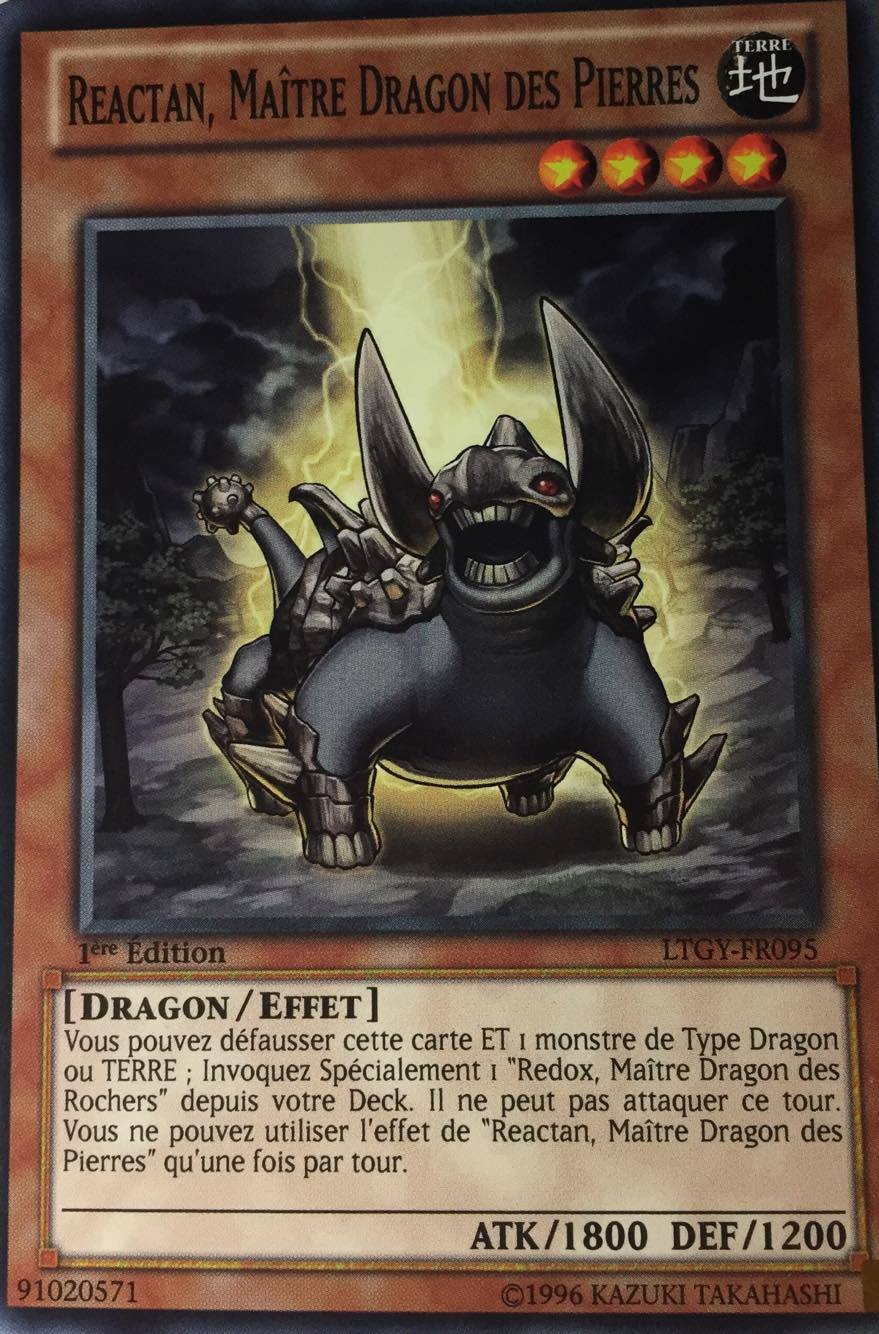 Reactan, Maître Dragon des Pierres
TERRE
地
1ère Édition
LTGY-FR095
[Dragon/Effet]
Vous pouvez défausser cette carte ET 1 monstre de Type Dragon
ou TERRE ; Invoquez Spécialement 1 "Redox, Maître Dragon des
Rochers" depuis votre Deck. Il ne peut pas attaquer ce tour.
Vous ne pouvez utiliser l'effet de "Reactan, Maître Dragon des
Pierres" qu'une fois par tour.
ATK/1800 DEF/1200
91020571
©1996 KAZUKI TAKAHASHI